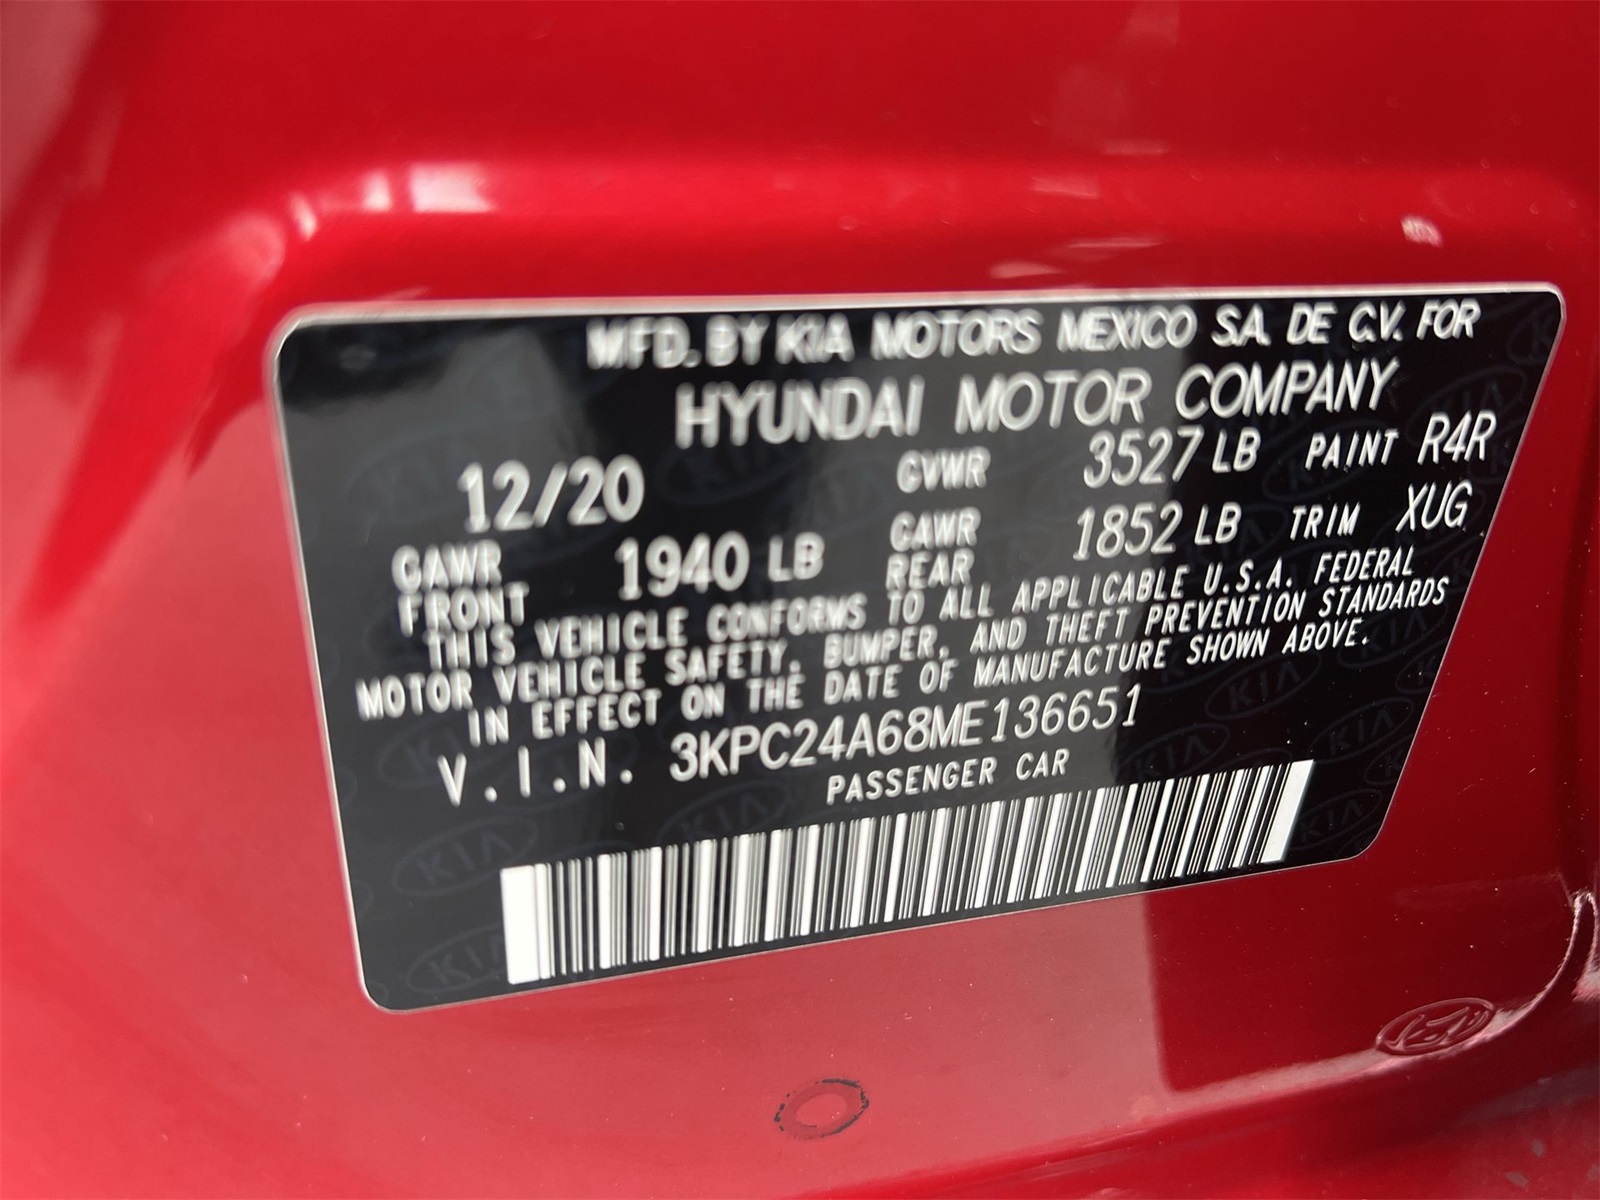 MFD. BY KIA MOTORS MEXICO S.A. DE C.V. FOR
HYUNDAI MOTOR COMPANY
12/20 GVWR 3527 LB PAINT R4R
GAWR FRONT 1940 LB GAWR REAR 1852 LB TRIM XUG
THIS VEHICLE CONFORMS TO ALL APPLICABLE U.S.A. FEDERAL
MOTOR VEHICLE SAFETY, BUMPER, AND THEFT PREVENTION STANDARDS
IN EFFECT ON THE DATE OF MANUFACTURE SHOWN ABOVE.
V.I.N. 3KPC24A68ME136651
PASSENGER CAR